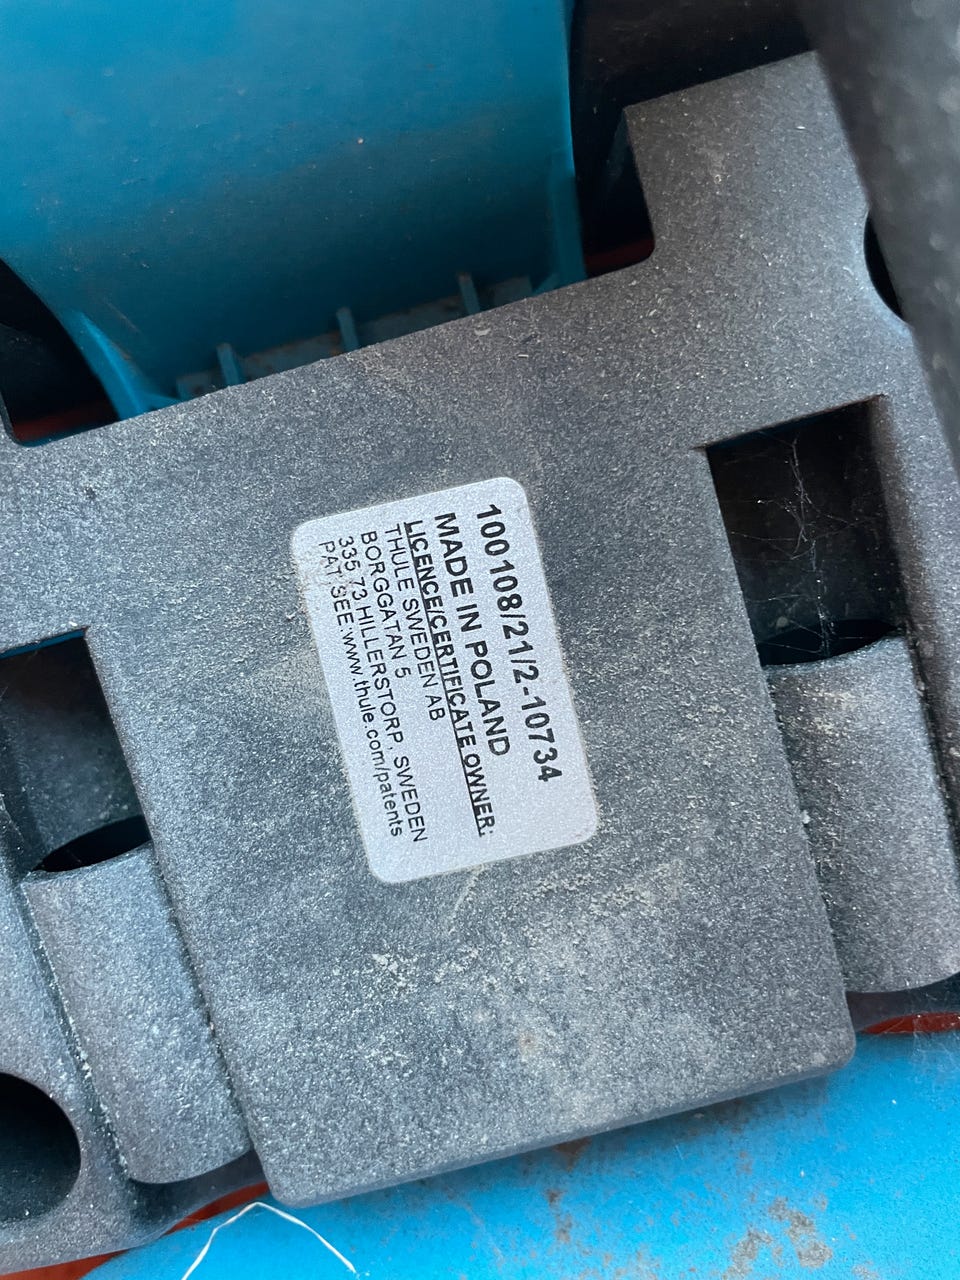 100108/21/2-10734
MADE IN POLAND
LICENCE/CERTIFICATE OWNER:
THULE SWEDEN AB
BORGGATAN 5
335 73 HILLERSTORP. SWEDEN
PAT SEE www.thule.com/patents